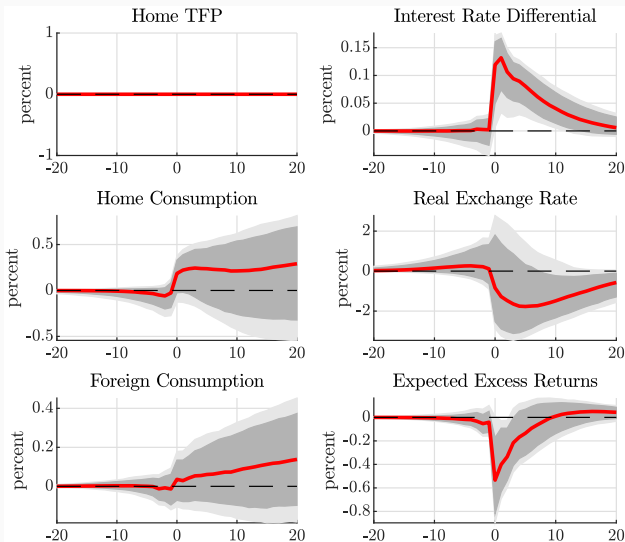 Home TFP
percent
1
0
-1
-20 -10 0 10 20
Interest Rate Differential
percent
0.15
0.1
0.05
0
-20 -10 0 10 20
Home Consumption
percent
0.5
0
-0.5
-20 -10 0 10 20
Real Exchange Rate
percent
2
0
-2
-20 -10 0 10 20
Foreign Consumption
percent
0.4
0.2
0
-20 -10 0 10 20
Expected Excess Returns
percent
0
-0.2
-0.4
-0.6
-0.8
-20 -10 0 10 20